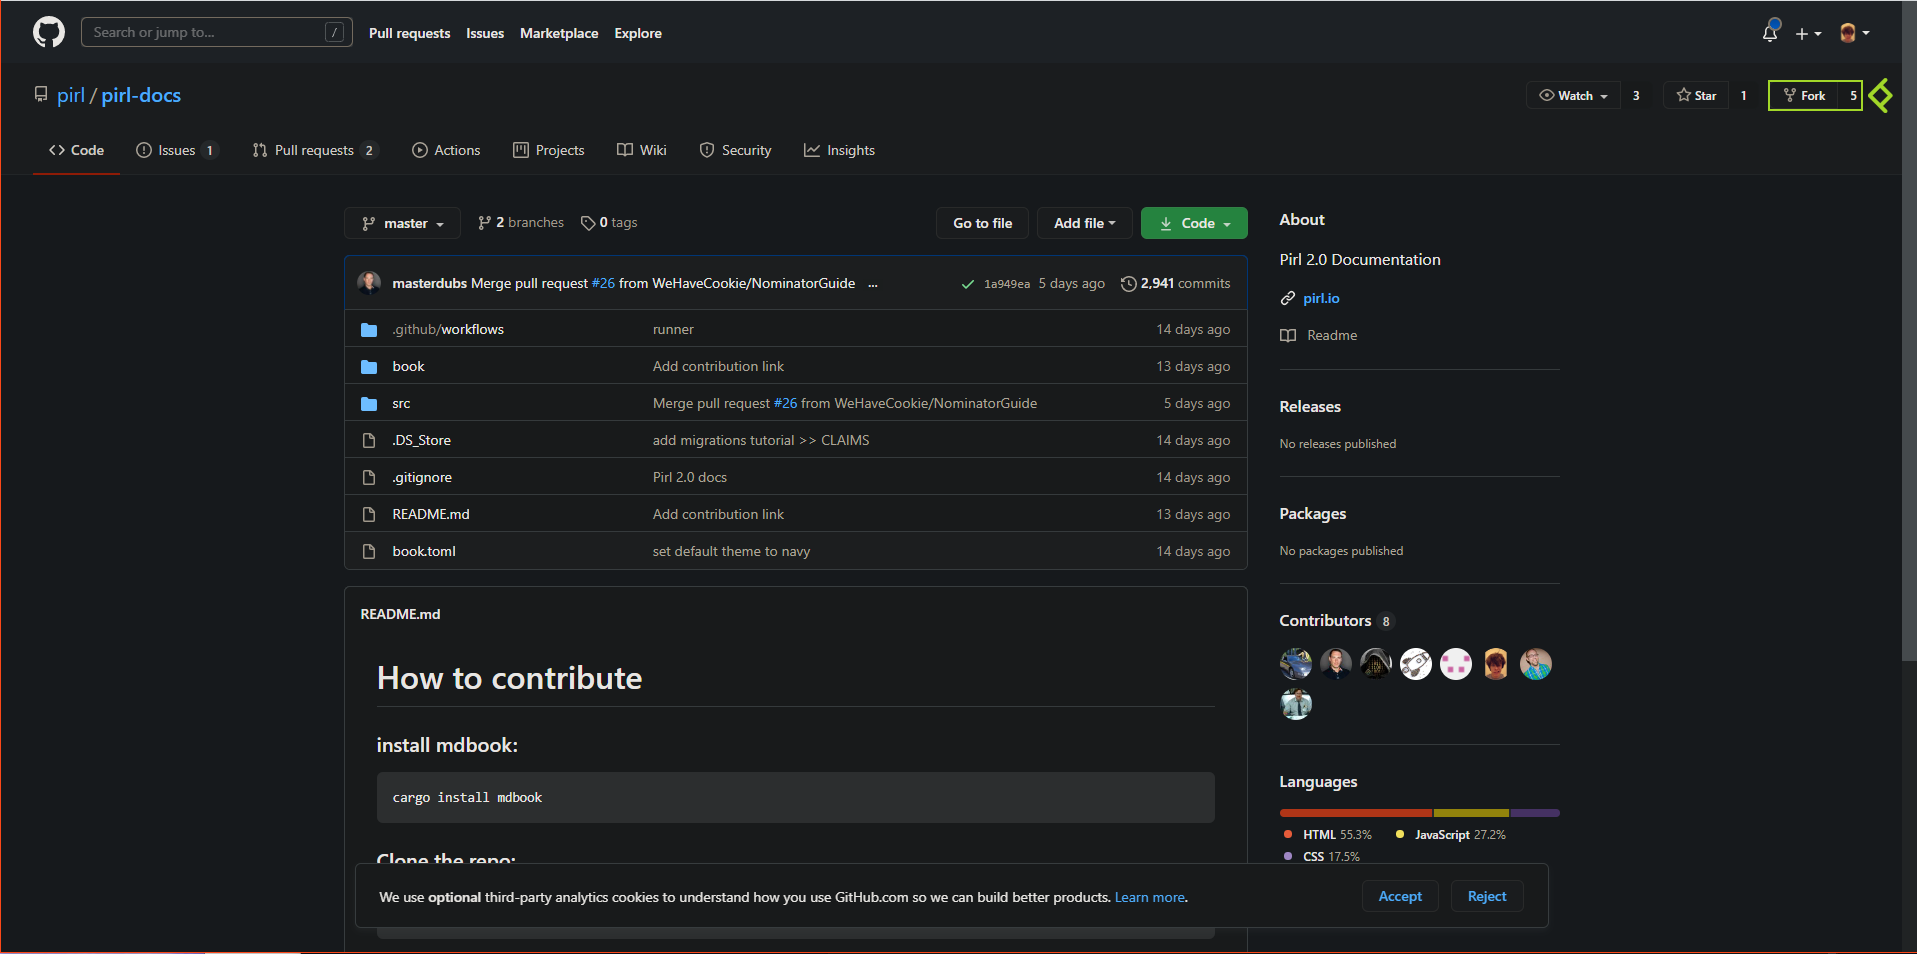 Search or jump to... / Pull requests Issues Marketplace Explore
pirl / pirl-docs Watch 3 Star 1 Fork 5
Code Issues 1 Pull requests 2 Actions Projects Wiki Security Insights
master 2 branches 0 tags Go to file Add file Code
masterdubs Merge pull request #26 from WeHaveCookie/NominatorGuide ... 1a949ea 5 days ago 2,941 commits
.github/workflows runner 14 days ago
book Add contribution link 13 days ago
src Merge pull request #26 from WeHaveCookie/NominatorGuide 5 days ago
.DS_Store add migrations tutorial >> CLAIMS 14 days ago
.gitignore Pirl 2.0 docs 14 days ago
README.md Add contribution link 13 days ago
book.toml set default theme to navy 14 days ago
README.md
How to contribute
install mdbook:
cargo install mdbook
Clone the repo:
About
Pirl 2.0 Documentation
pirl.io
Readme
Releases
No releases published
Packages
No packages published
Contributors 8
Languages
HTML 55.3% JavaScript 27.2%
CSS 17.5%
We use optional third-party analytics cookies to understand how you use GitHub.com so we can build better products. Learn more. Accept Reject